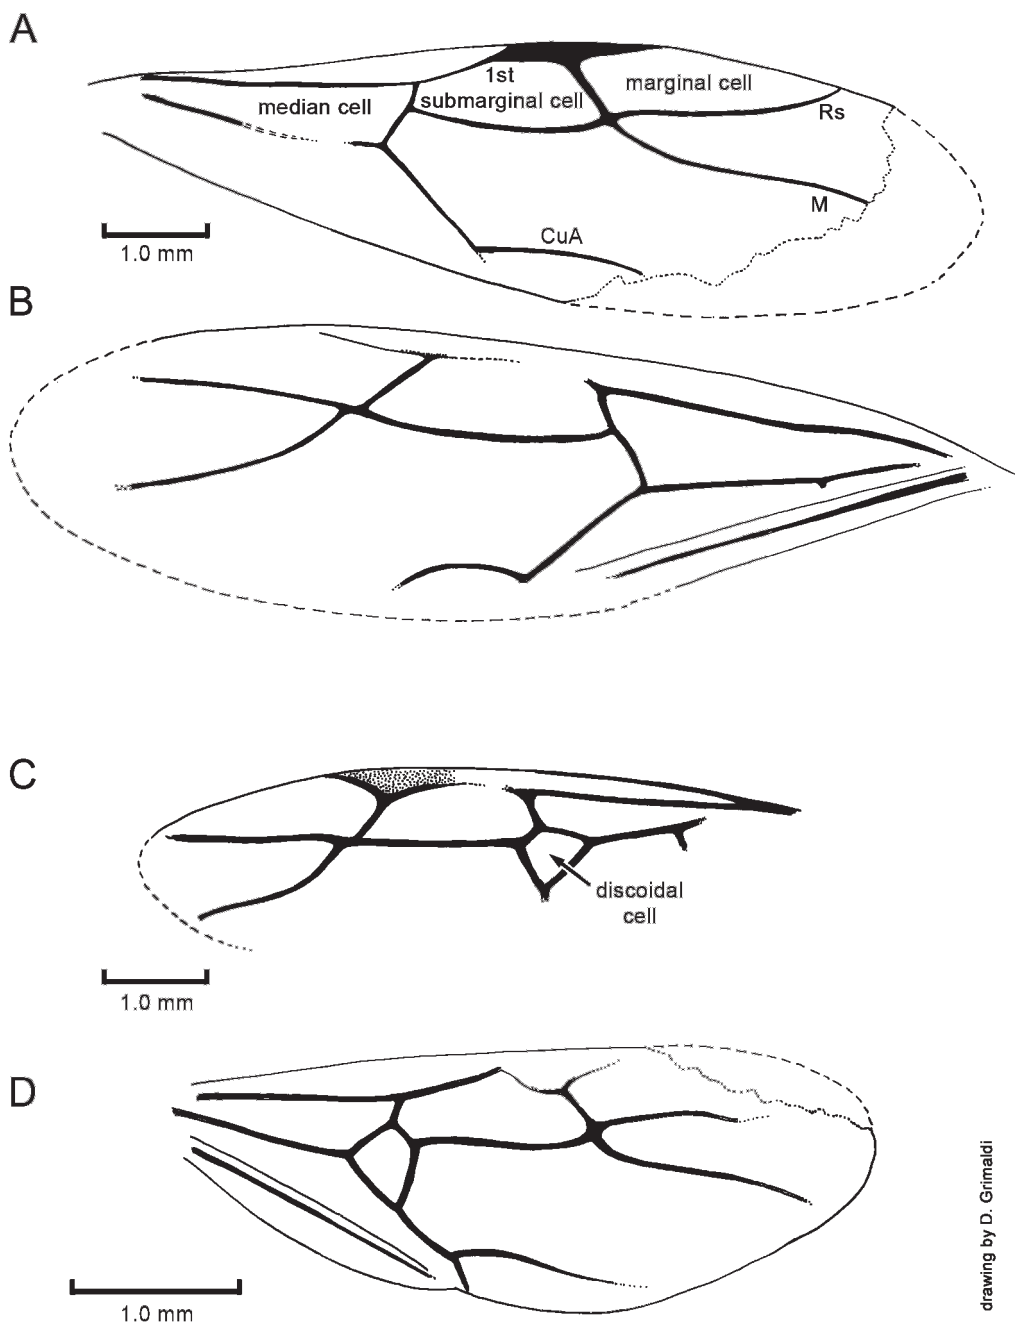 A
1st
submarginal cell
marginal cell
median cell
Rs
M
CuA
1.0 mm
B
C
discoidal
cell
1.0 mm
D
1.0 mm
drawing by D. Grimaldi